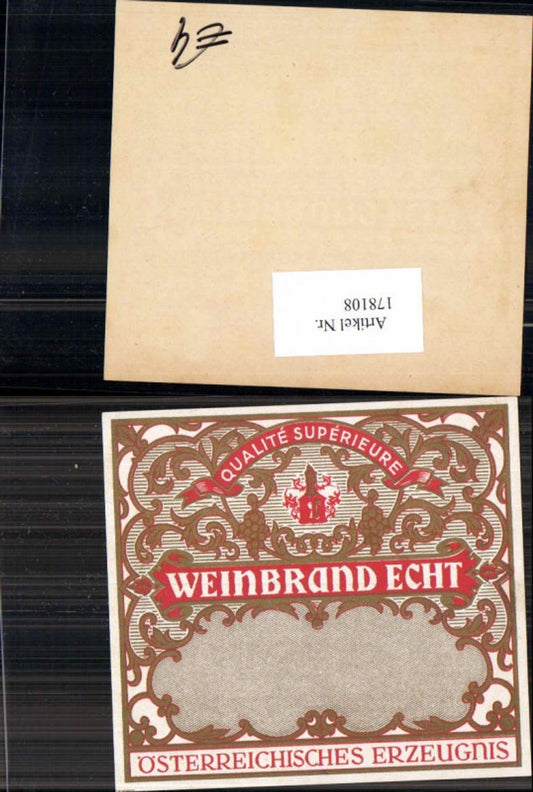 Artikel Nr.
178108
QUALITÉ SUPÉRIEURE
WEINBRAND ECHT
ÖSTERREICHISCHES ERZEUGNIS